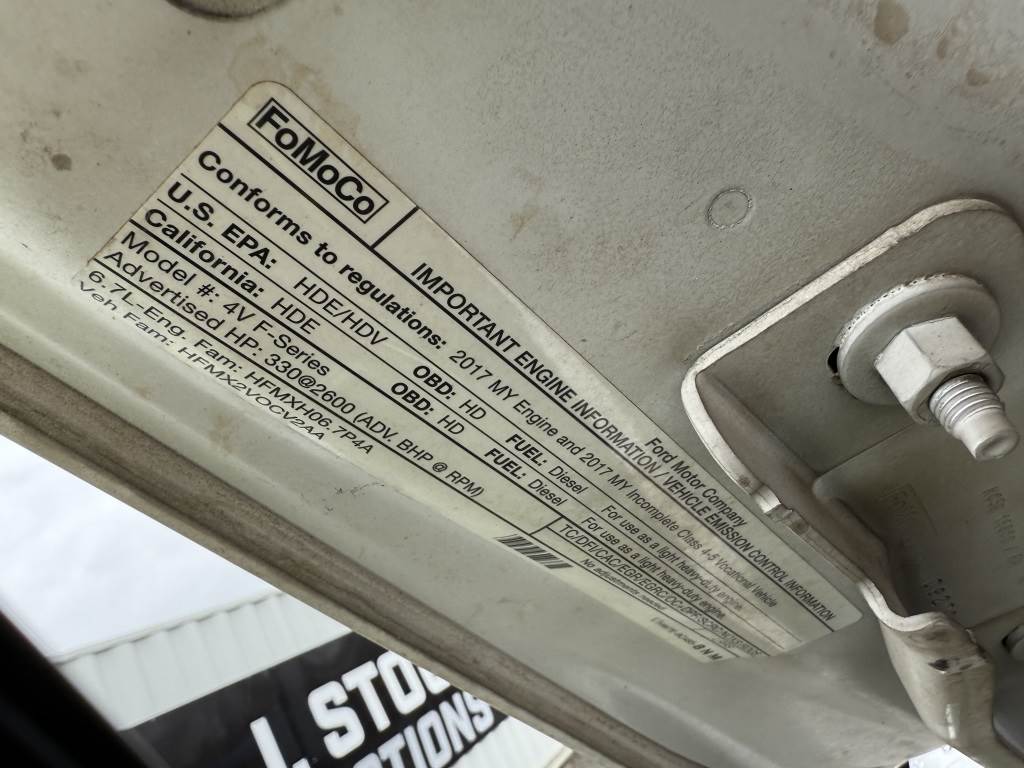 FoMoCo
IMPORTANT ENGINE INFORMATION / VEHICLE EMISSION CONTROL INFORMATION
Ford Motor Company
Conforms to regulations: 2017 MY Engine and 2017 MY Incomplete Class 4-5 Vocational Vehicle
U.S. EPA: HDE/HDV OBD: HD FUEL: Diesel For use as a light heavy-duty engine.
California: HDE OBD: HD FUEL: Diesel For use as a light heavy-duty engine.
Model #: 4V F-Series
Advertised HP: 330@2600 (ADV. BHP @ RPM)
6.7L-Eng. Fam: HFMXH06.7P4A
Veh. Fam: HFMX2VOCV2AA
No adjustments
L STOC
TIONS